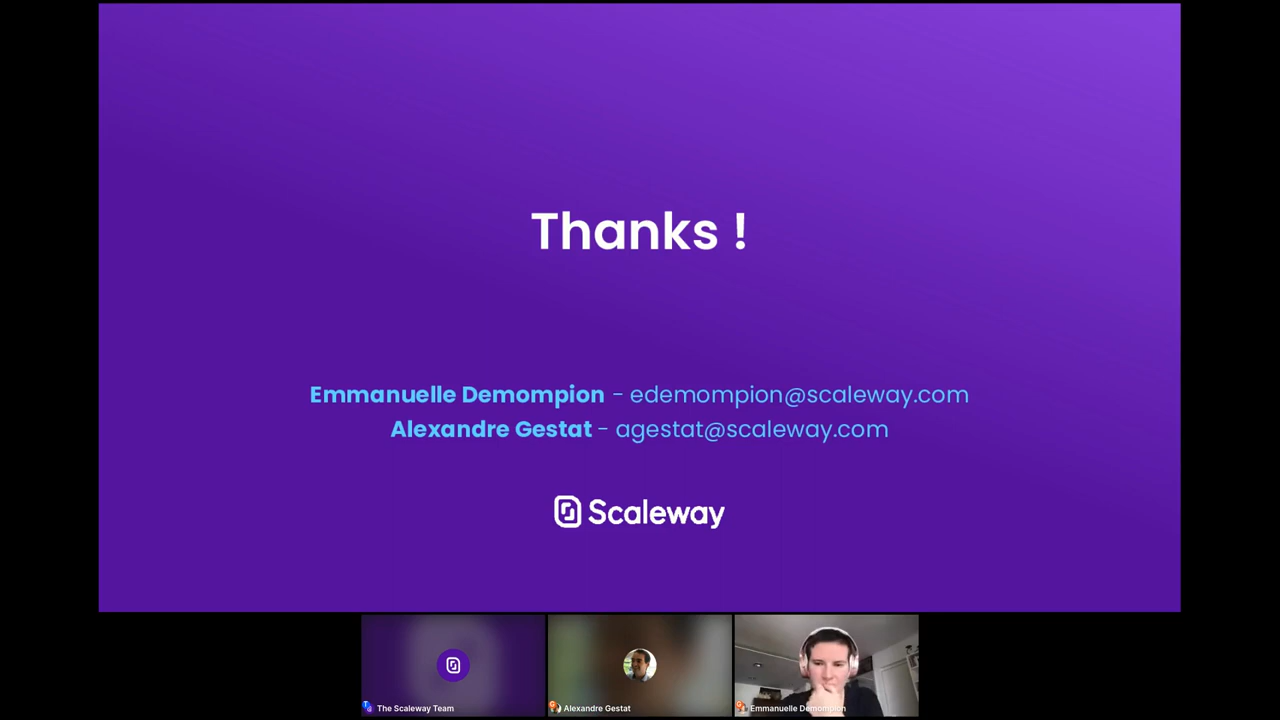 Thanks !
Emmanuelle Demompion - edemompion@scaleway.com
Alexandre Gestat - agestat@scaleway.com
Scaleway
The Scaleway Team
Alexandre Gestat
Emmanuelle Demompion